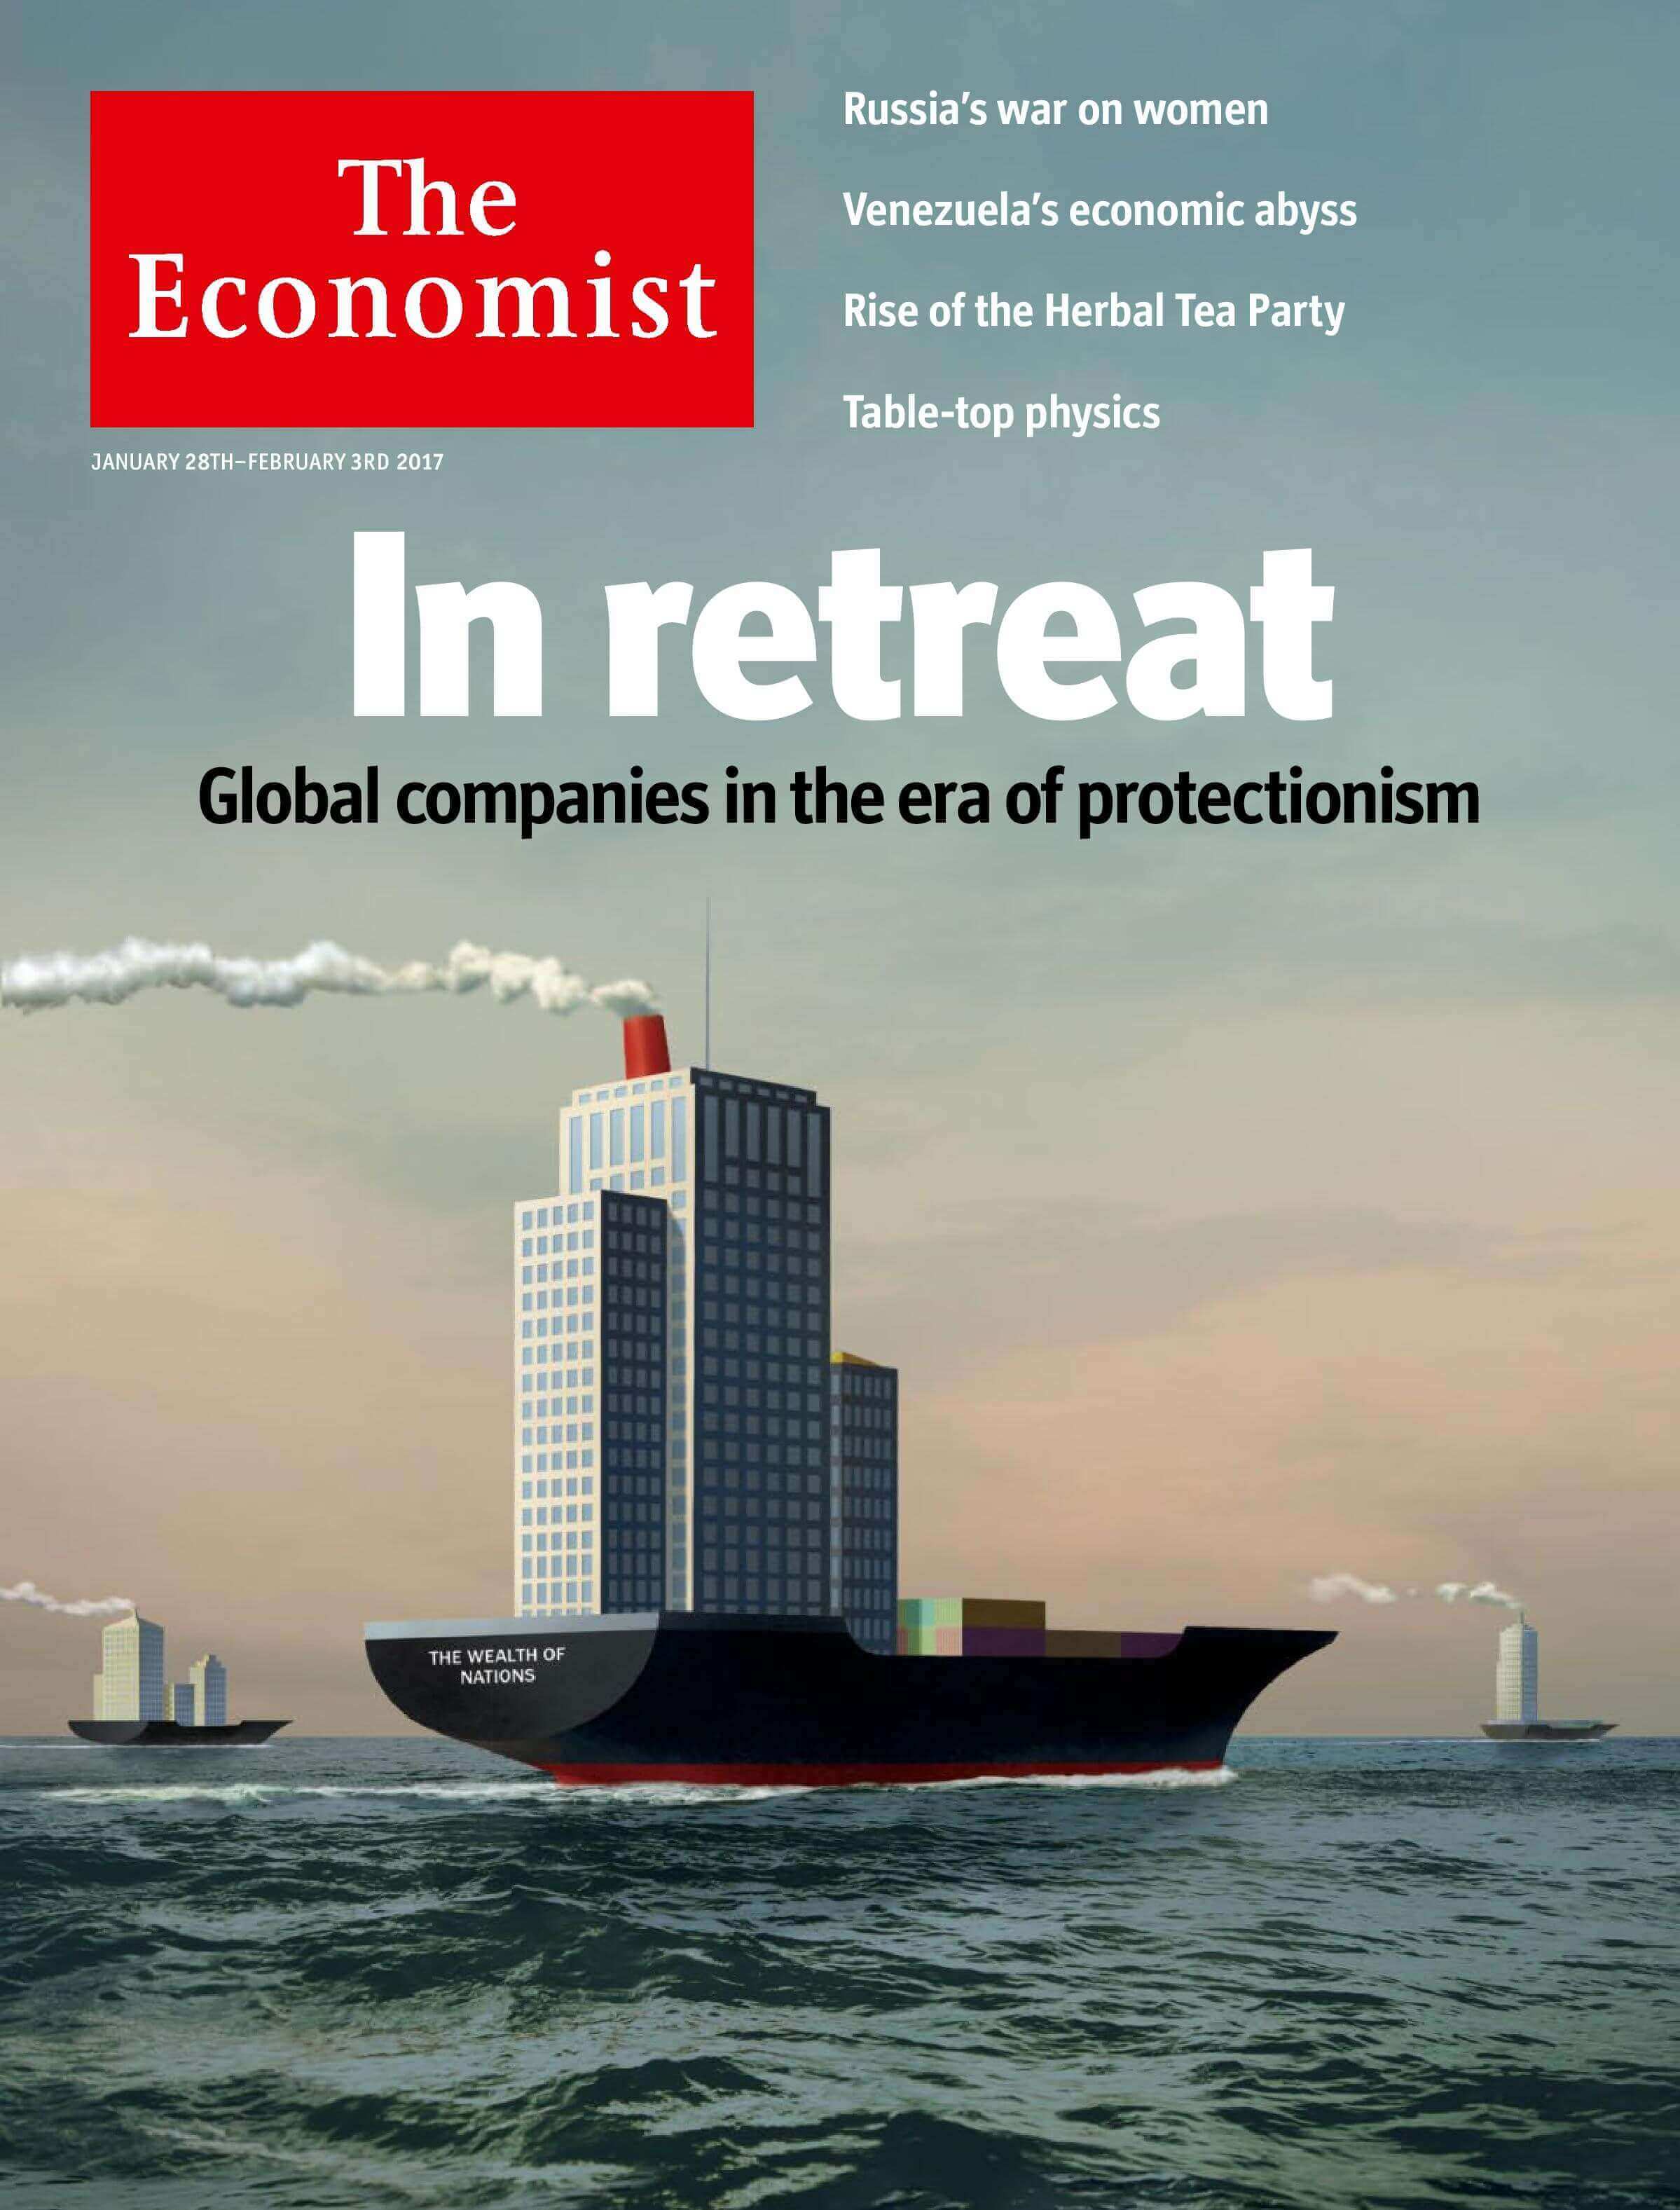 The
Economist
Russia's war on women
Venezuela's economic abyss
Rise of the Herbal Tea Party
Table-top physics
JANUARY 28TH–FEBRUARY 3RD 2017
In retreat
Global companies in the era of protectionism
THE WEALTH OF
NATIONS